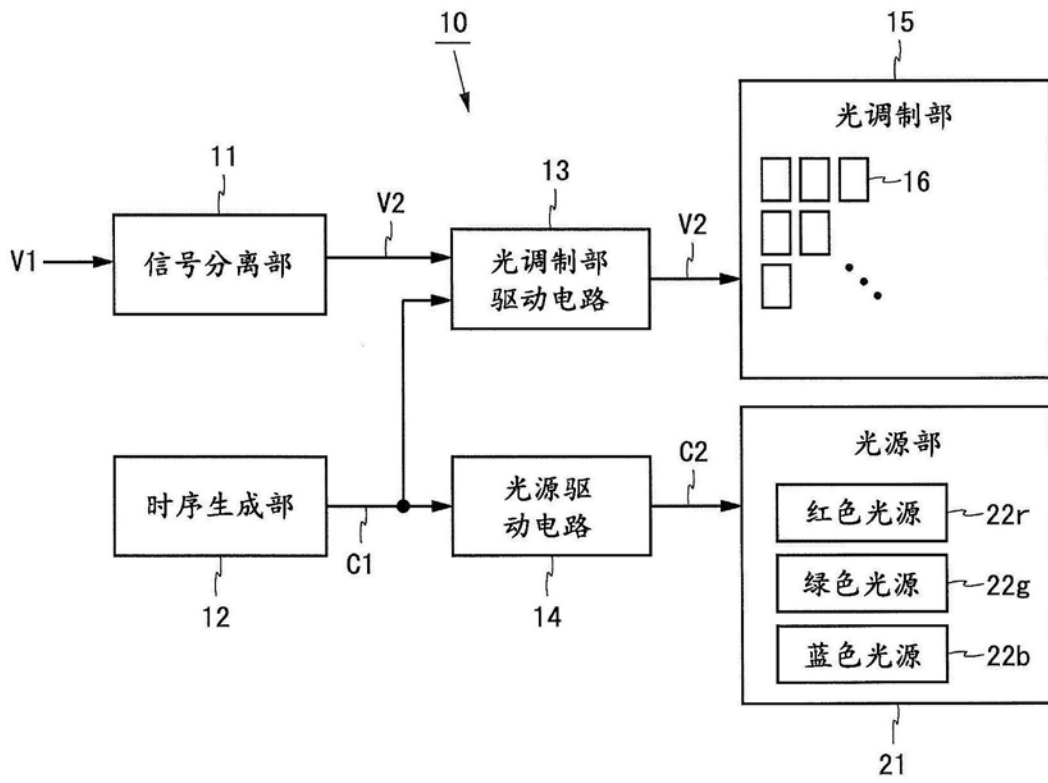 10
15
光调制部
16
11
13
V1
信号分离部
V2
光调制部
驱动电路
V2
时序生成部
C1
光源驱
动电路
C2
12
14
光源部
红色光源
22r
绿色光源
22g
蓝色光源
22b
21